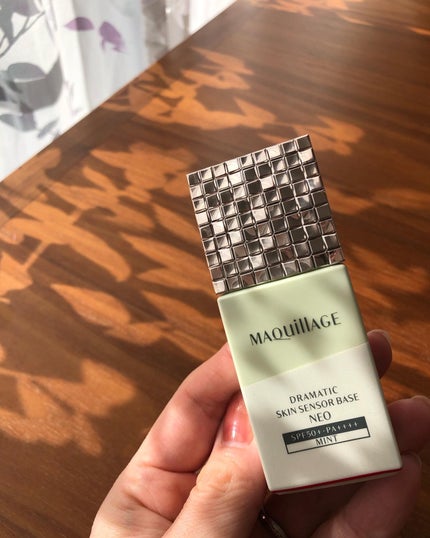 MAQuillAGE
DRAMATIC
SKIN SENSOR BASE
NEO
SPF50+・PA++++
MINT